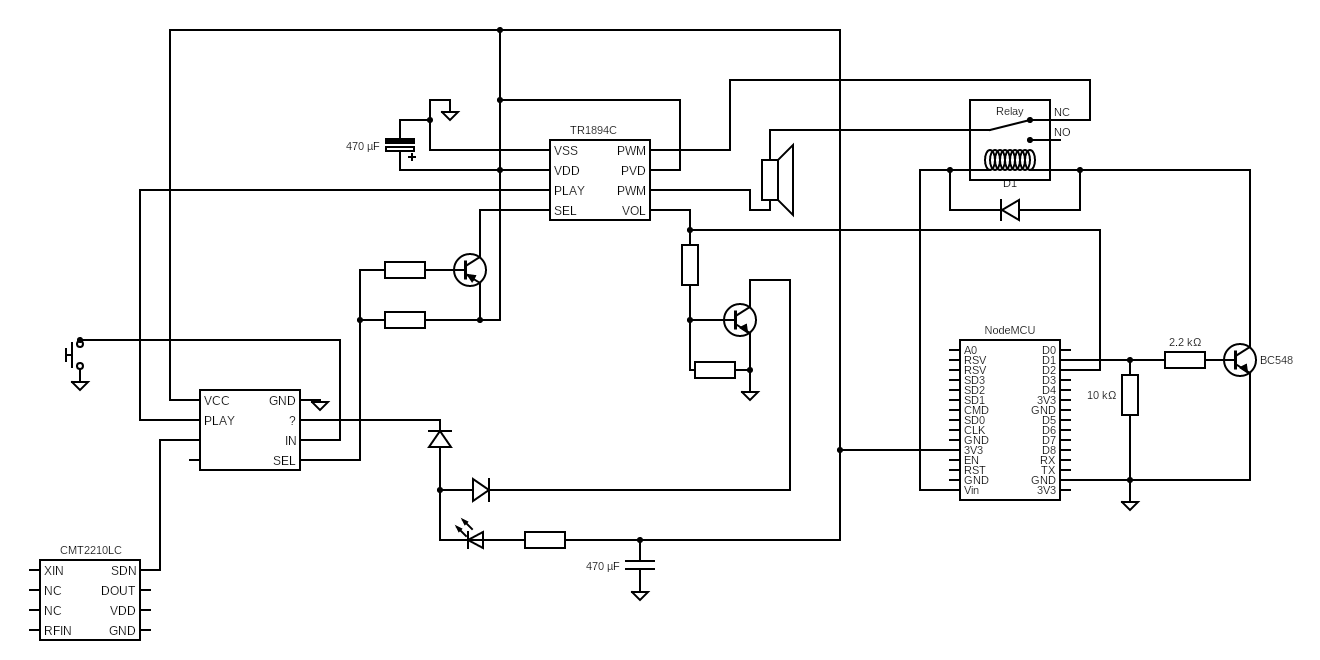 TR1894C
470 µF
VSS
VDD
PLAY
SEL
PWM
PVD
PWM
VOL
Relay
NC
NO
D1
NodeMCU
A0
RSV
RSV
SD3
SD2
SD1
CMD
SD0
CLK
GND
3V3
EN
RST
GND
Vin
D0
D1
D2
D3
D4
3V3
GND
D5
D6
D7
D8
RX
TX
GND
3V3
2.2 kΩ
10 kΩ
BC548
VCC
PLAY
GND
?
IN
SEL
470 µF
CMT2210LC
XIN
NC
NC
RFIN
SDN
DOUT
VDD
GND